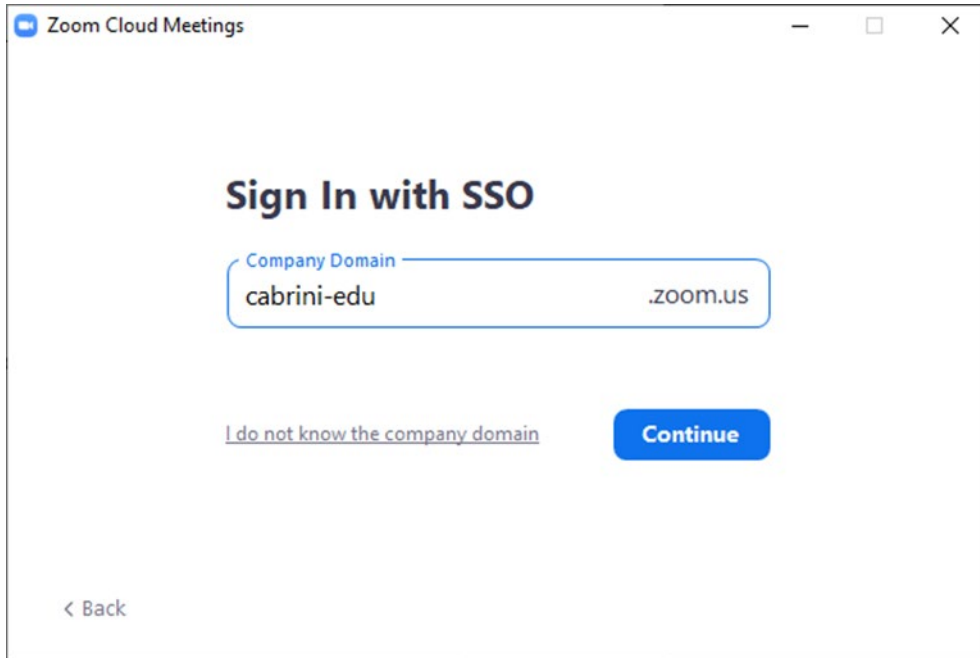 Zoom Cloud Meetings
Sign In with SSO
Company Domain
cabrini-edu .zoom.us
I do not know the company domain
Continue
< Back